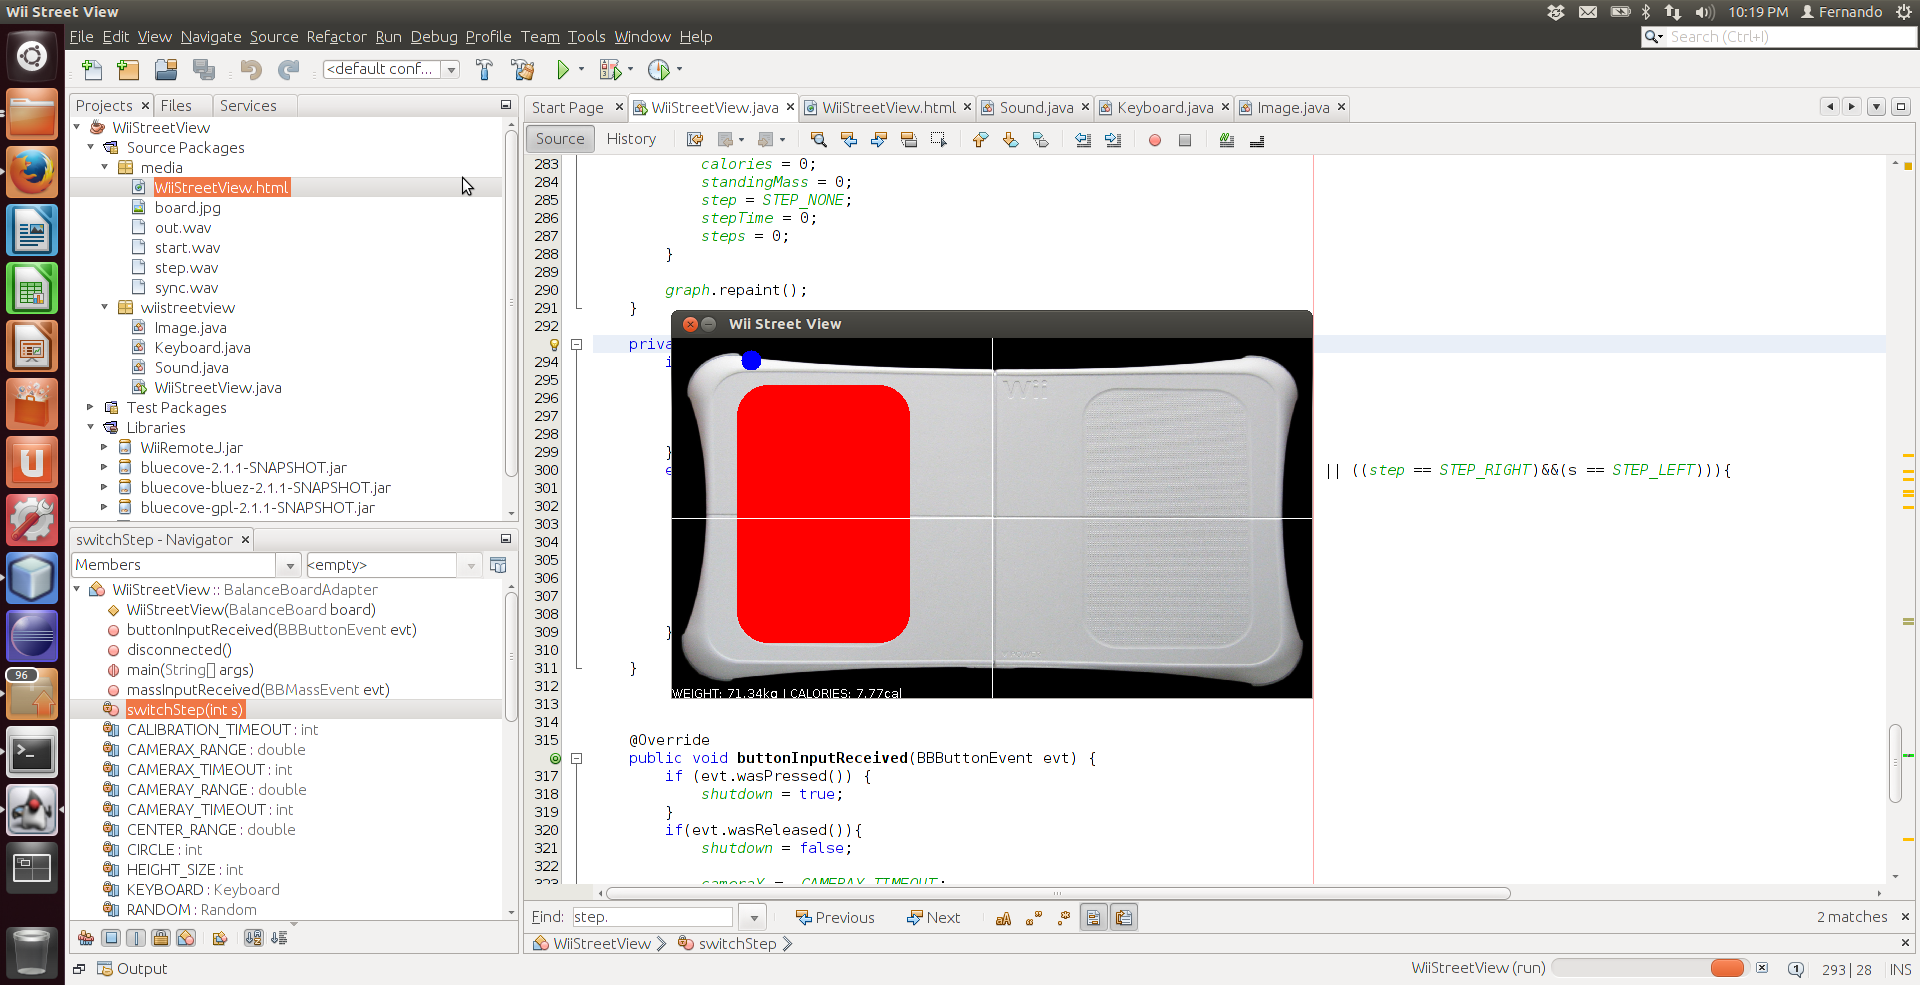 Wii Street View
10:19 PM Fernando
File Edit View Navigate Source Refactor Run Debug Profile Team Tools Window Help
Search (Ctrl+I)
<default conf...
Projects Files Services
WiiStreetView
Source Packages
media
WiiStreetView.html
board.jpg
out.wav
start.wav
step.wav
sync.wav
wiistreetview
Image.java
Keyboard.java
Sound.java
WiiStreetView.java
Test Packages
Libraries
WiiRemoteJ.jar
bluecove-2.1.1-SNAPSHOT.jar
bluecove-bluez-2.1.1-SNAPSHOT.jar
bluecove-gpl-2.1.1-SNAPSHOT.jar
switchStep - Navigator
Members <empty>
WiiStreetView :: BalanceBoardAdapter
WiiStreetView(BalanceBoard board)
buttonInputReceived(BBButtonEvent evt)
disconnected()
main(String[] args)
massInputReceived(BBMassEvent evt)
switchStep(int s)
CALIBRATION_TIMEOUT : int
CAMERAX_RANGE : double
CAMERAX_TIMEOUT : int
CAMERAY_RANGE : double
CAMERAY_TIMEOUT : int
CENTER_RANGE : double
CIRCLE : int
HEIGHT_SIZE : int
KEYBOARD : Keyboard
RANDOM : Random
Output
96
Start Page WiiStreetView.java WiiStreetView.html Sound.java Keyboard.java Image.java
Source History
283 calories = 0;
284 standingMass = 0;
285 step = STEP_NONE;
286 stepTime = 0;
287 steps = 0;
288 }
289
290 graph.repaint();
291 }
292
priva
294 i
295
296
297
298
299 }
300 e || ((step == STEP_RIGHT)&&(s == STEP_LEFT))){
301
302
303
304
305
306
307
308
309 }
310
311 }
312
313
314
315 @Override
public void buttonInputReceived(BBButtonEvent evt) {
317 if (evt.wasPressed()) {
318 shutdown = true;
319 }
320 if(evt.wasReleased()){
321 shutdown = false;
322
323 cameraX = CAMERAX_TIMEOUT;
Wii Street View
Wii
WEIGHT: 71.34kg | CALORIES: 7.77cal
Find: step. Previous Next 2 matches
WiiStreetView switchStep
WiiStreetView (run) 293 | 28 INS